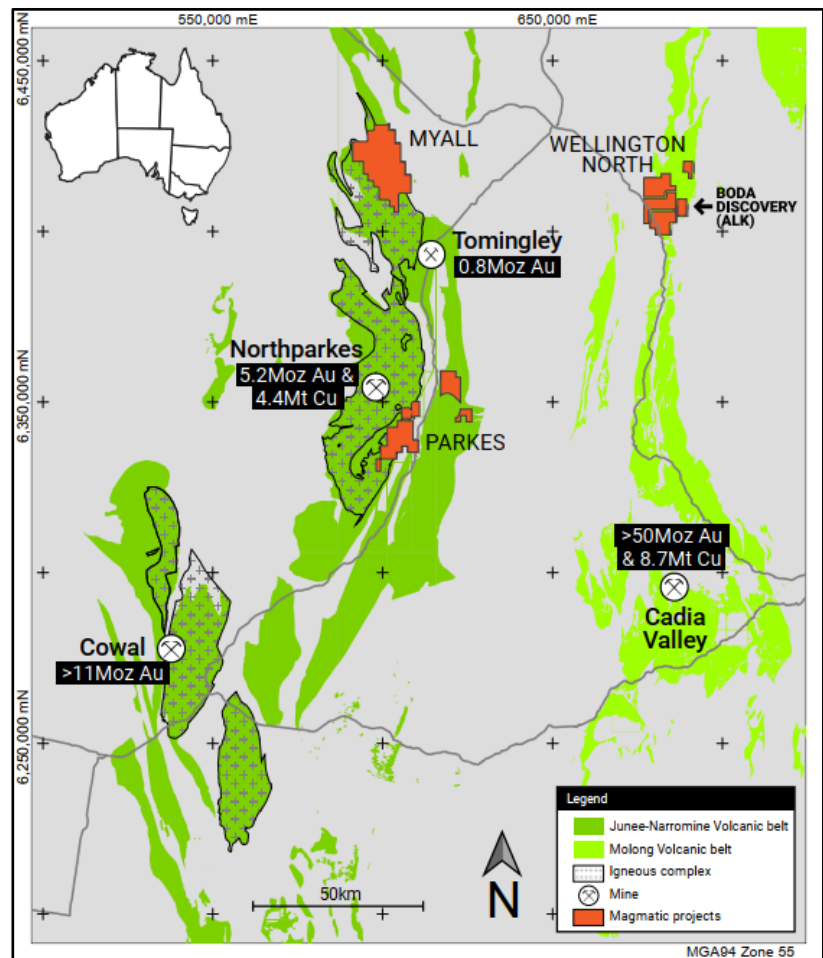 550,000 mE
650,000 mE
6,450,000 mN
MYALL
WELLINGTON
NORTH
BODA
DISCOVERY
(ALK)
Tomingley
0.8Moz Au
Northparkes
5.2Moz Au &
4.4Mt Cu
6,350,000 mN
PARKES
>50Moz Au
& 8.7Mt Cu
Cadia
Valley
Cowal
>11Moz Au
6,250,000 mN
Legend
Junee-Narromine Volcanic belt
Molong Volcanic belt
Igneous complex
Mine
Magmatic projects
50km
N
MGA94 Zone 55